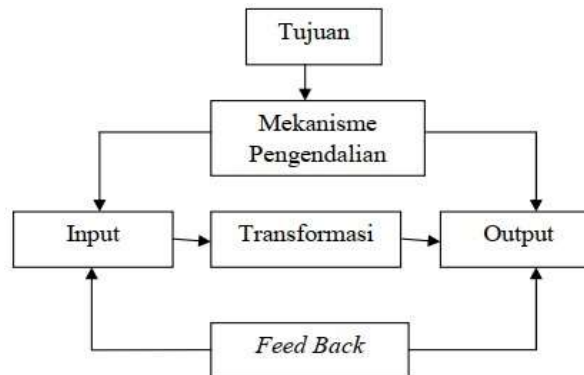 Tujuan
Mekanisme
Pengendalian
Input
Transformasi
Output
Feed Back